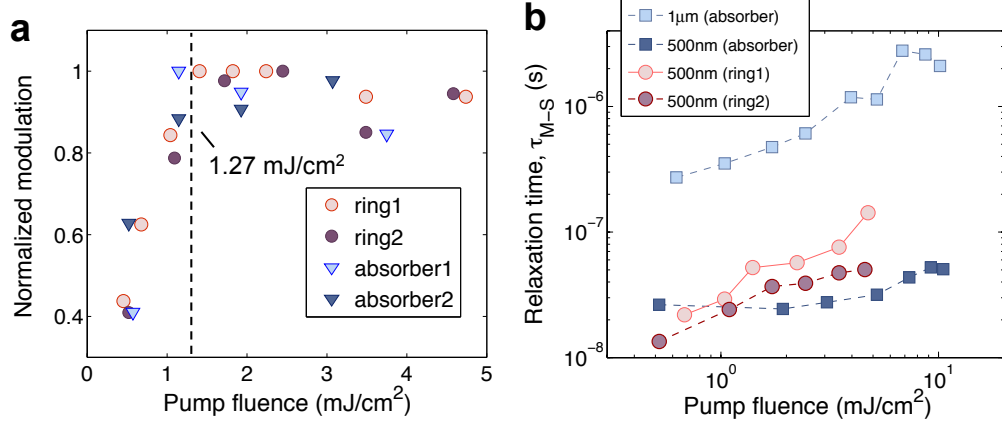 a
Normalized modulation
1
0.8
0.6
0.4
0
1
2
3
4
5
Pump fluence (mJ/cm²)
1.27 mJ/cm²
ring1
ring2
absorber1
absorber2
b
1μm (absorber)
500nm (absorber)
500nm (ring1)
500nm (ring2)
Relaxation time, τ_M-S (s)
10⁻⁶
10⁻⁷
10⁻⁸
10⁰
10¹
Pump fluence (mJ/cm²)